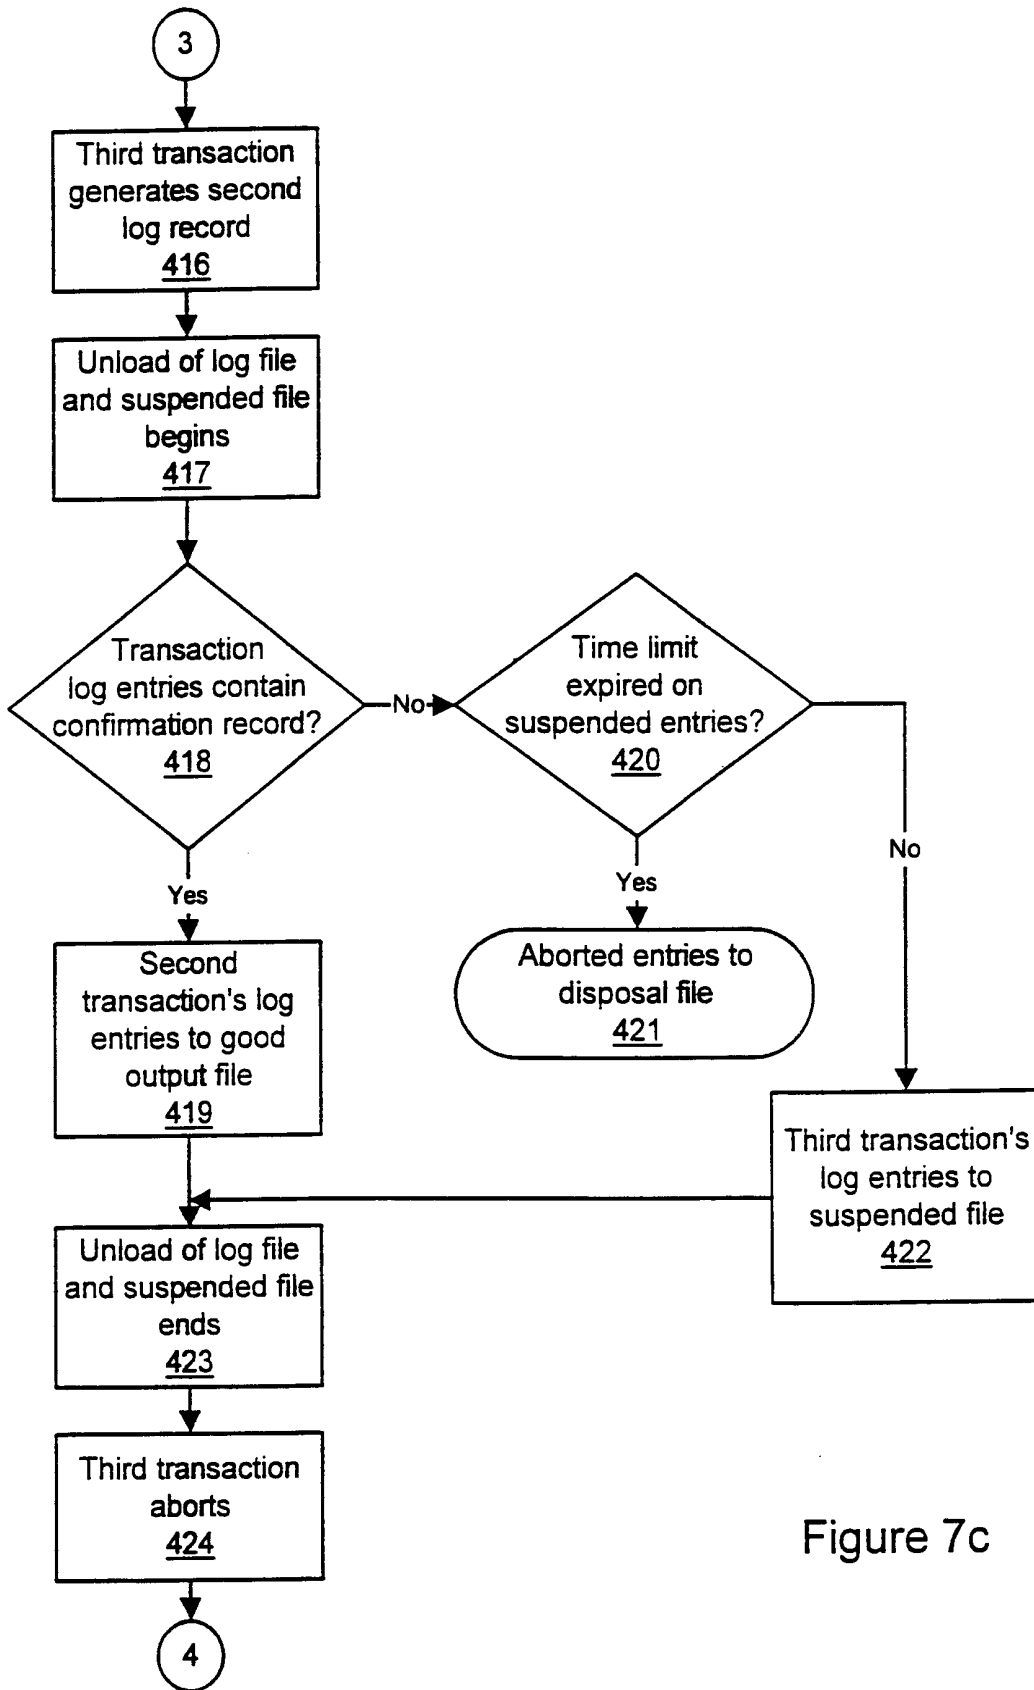 3
Third transaction
generates second
log record
416
Unload of log file
and suspended file
begins
417
Transaction
log entries contain
confirmation record?
418
No
Time limit
expired on
suspended entries?
420
No
Yes
Yes
Second
transaction's log
entries to good
output file
419
Aborted entries to
disposal file
421
Third transaction's
log entries to
suspended file
422
Unload of log file
and suspended file
ends
423
Third transaction
aborts
424
Figure 7c
4